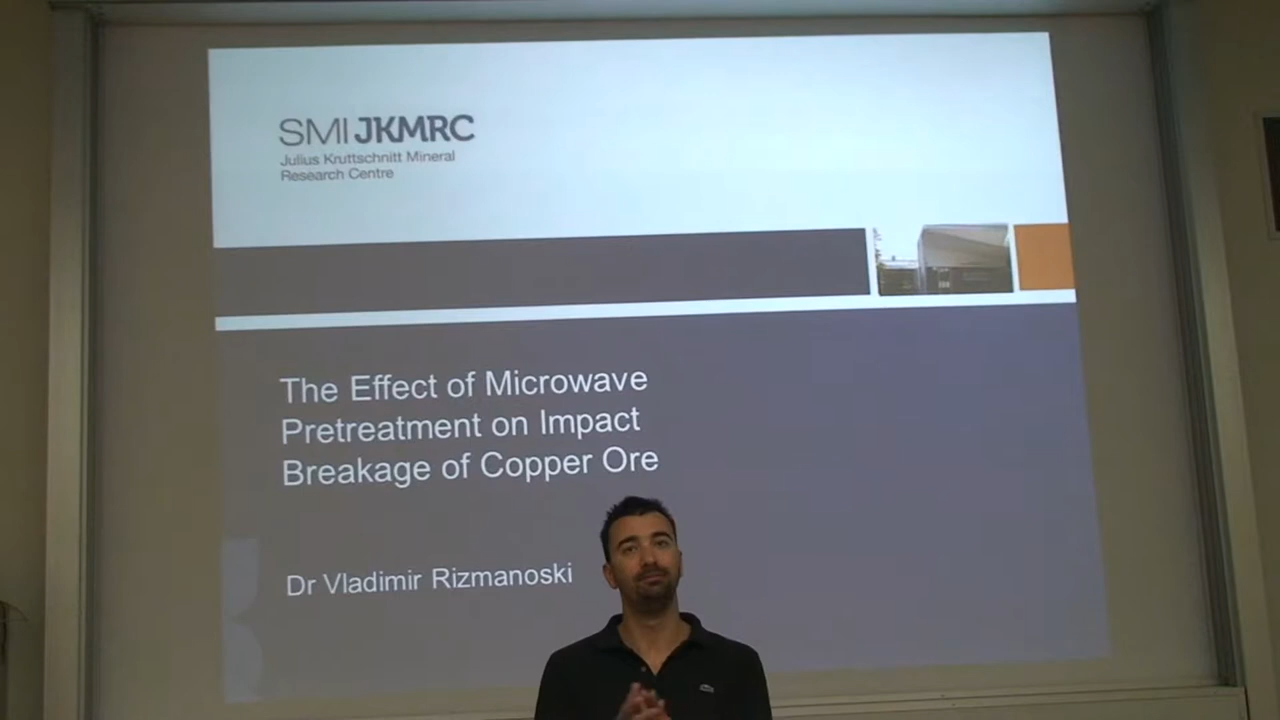 SMI JKMRC
Julius Kruttschnitt Mineral
Research Centre
The Effect of Microwave
Pretreatment on Impact
Breakage of Copper Ore
Dr Vladimir Rizmanoski